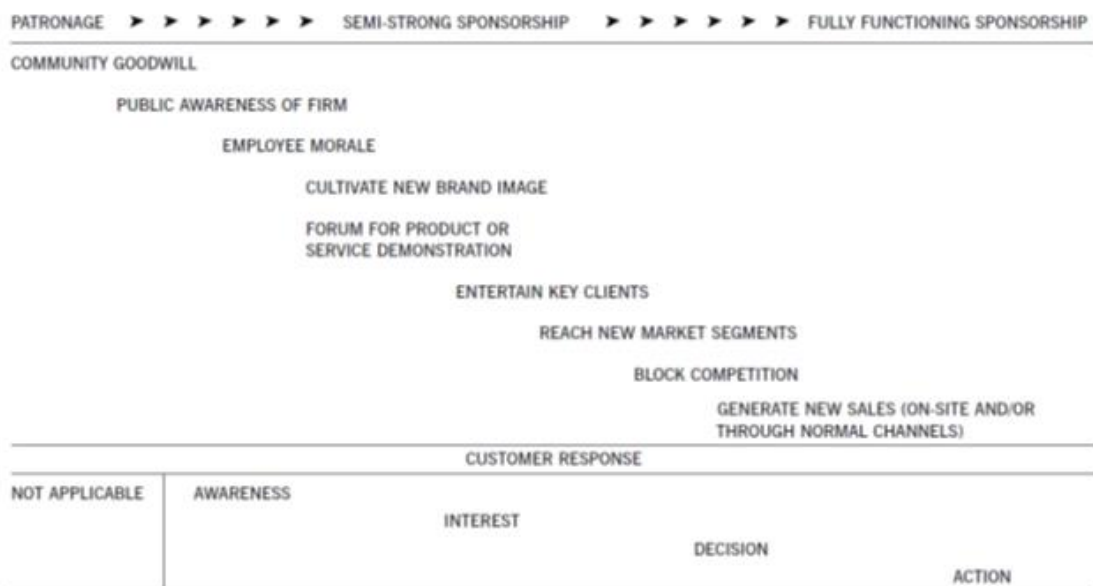 PATRONAGE ➤ ➤ ➤ ➤ ➤ ➤ SEMI-STRONG SPONSORSHIP ➤ ➤ ➤ ➤ ➤ ➤ FULLY FUNCTIONING SPONSORSHIP
COMMUNITY GOODWILL
PUBLIC AWARENESS OF FIRM
EMPLOYEE MORALE
CULTIVATE NEW BRAND IMAGE
FORUM FOR PRODUCT OR
SERVICE DEMONSTRATION
ENTERTAIN KEY CLIENTS
REACH NEW MARKET SEGMENTS
BLOCK COMPETITION
GENERATE NEW SALES (ON-SITE AND/OR
THROUGH NORMAL CHANNELS)
CUSTOMER RESPONSE
NOT APPLICABLE AWARENESS
INTEREST
DECISION
ACTION